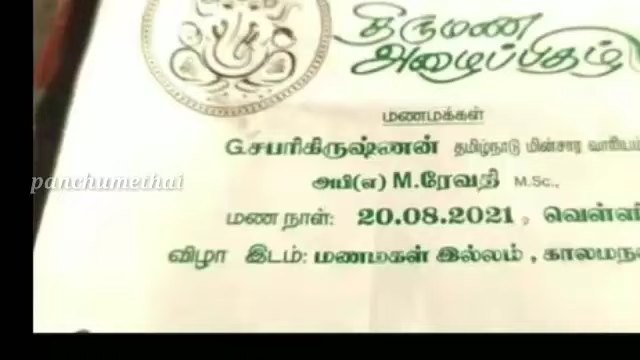 திருமண
அழைப்பிதழ்
மணமக்கள்
G.சபரிகிருஷ்ணன் தமிழ்நாடு மின்சார வாரியம்
panchumethai
அபி(எ) M.ரேவதி M.Sc.,
மண நாள்: 20.08.2021, வெள்ளி
விழா இடம்: மணமகள் இல்லம்,